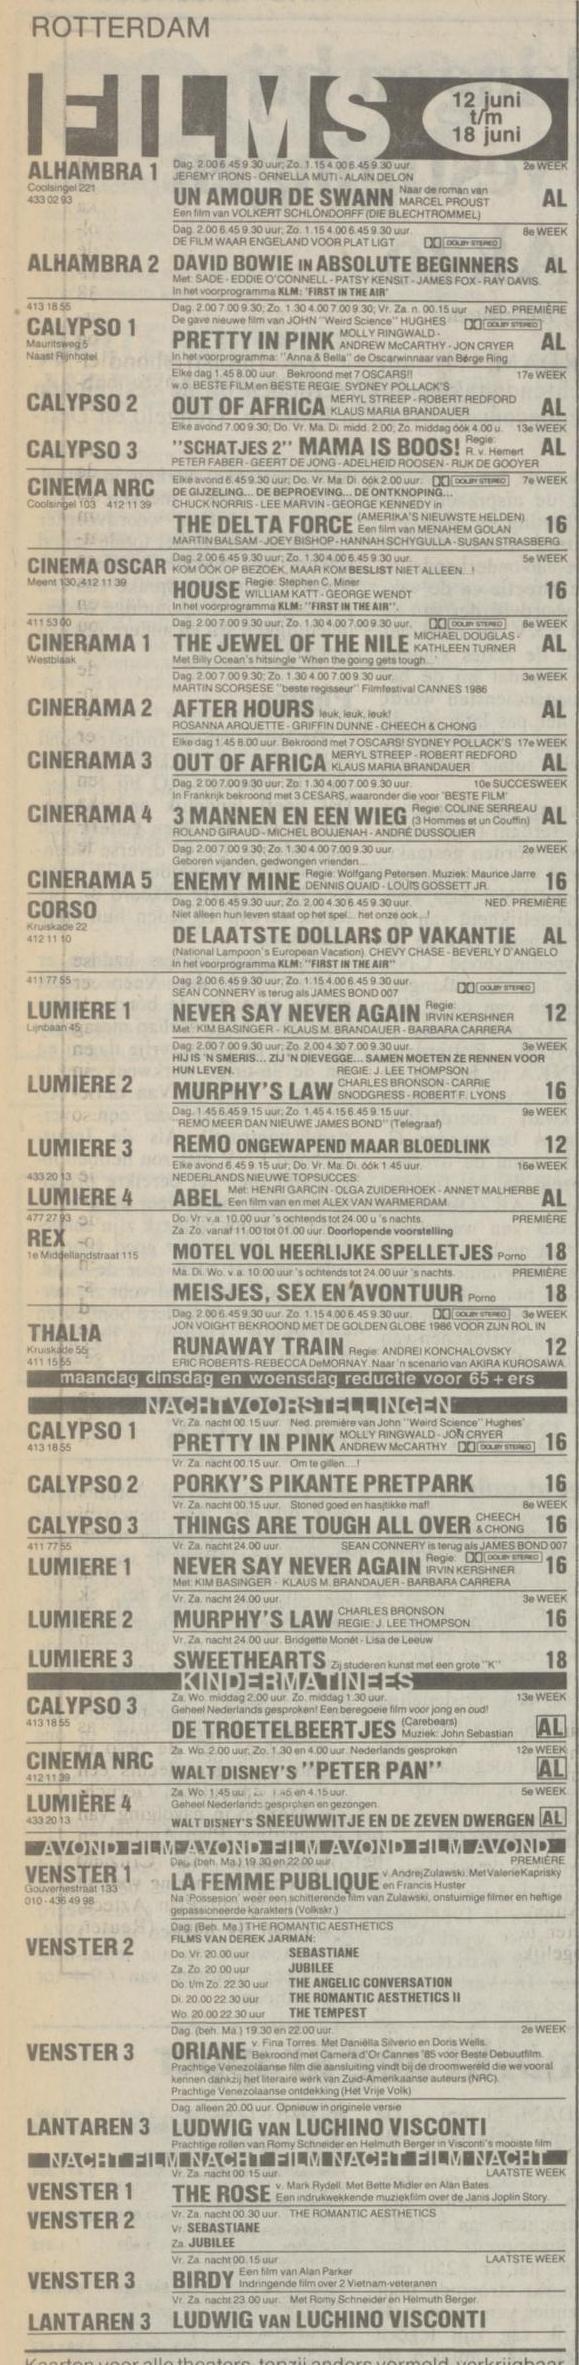 ROTTERDAM
FILMS
12 juni
t/m
18 juni
ALHAMBRA 1
Coolsingel 221
433 02 93
Dag. 2.00 6.45 9.30 uur; Zo. 1.15 4.00 6.45 9.30 uur. 2e WEEK
JEREMY IRONS - ORNELLA MUTI - ALAIN DELON
UN AMOUR DE SWANN Naar de roman van MARCEL PROUST AL
Een film van VOLKERT SCHLÖNDORFF (DIE BLECHTROMMEL)
Dag. 2.00 6.45 9.30 uur; Zo. 1.15 4.00 6.45 9.30 uur. 8e WEEK
DE FILM WAAR ENGELAND VOOR PLAT LIGT DOLBY STEREO
ALHAMBRA 2 DAVID BOWIE IN ABSOLUTE BEGINNERS AL
Met: SADE - EDDIE O'CONNELL - PATSY KENSIT - JAMES FOX - RAY DAVIS.
In het voorprogramma KLM: "FIRST IN THE AIR"
413 18 55
CALYPSO 1
Mauritsweg 5
Naast Rijnhotel
Dag. 2.00 7.00 9.30; Zo. 1.30 4.00 7.00 9.30; Vr. Za. n. 00.15 uur NED. PREMIÈRE
De gave nieuwe film van JOHN "Weird Science" HUGHES DOLBY STEREO
PRETTY IN PINK MOLLY RINGWALD - ANDREW McCARTHY - JON CRYER AL
In het voorprogramma: "Anna & Bella" de Oscarwinnaar van Børge Ring
Elke dag 1.45 8.00 uur. Bekroond met 7 OSCARS!! 17e WEEK
w.o. BESTE FILM en BESTE REGIE. SYDNEY POLLACK'S
CALYPSO 2 OUT OF AFRICA MERYL STREEP - ROBERT REDFORD KLAUS MARIA BRANDAUER AL
Elke avond 7.00 9.30; Do. Vr. Ma. Di. midd. 2.00; Zo. middag óók 4.00 u. 13e WEEK
CALYPSO 3 "SCHATJES 2" MAMA IS BOOS! Regie: R. v. Hemert AL
PETER FABER - GEERT DE JONG - ADELHEID ROOSEN - RIJK DE GOOYER
CINEMA NRC
Coolsingel 103 412 11 39
Elke avond 6.45 9.30 uur; Do. Vr. Ma. Di. óók 2.00 uur. DOLBY STEREO 7e WEEK
DE GIJZELING... DE BEPROEVING... DE ONTKNOPING...
CHUCK NORRIS - LEE MARVIN - GEORGE KENNEDY in
THE DELTA FORCE (AMERIKA'S NIEUWSTE HELDEN) Een film van MENAHEM GOLAN 16
MARTIN BALSAM - JOEY BISHOP - HANNAH SCHYGULLA - SUSAN STRASBERG
CINEMA OSCAR
Meent 130, 412 11 39
Dag. 2.00 6.45 9.30 uur; Zo. 1.30 4.00 6.45 9.30 uur. 5e WEEK
KOM ÓÓK OP BEZOEK, MAAR KOM BESLIST NIET ALLEEN...!
HOUSE Regie: Stephen C. Miner WILLIAM KATT - GEORGE WENDT 16
In het voorprogramma KLM: "FIRST IN THE AIR".
411 53 00
CINERAMA 1
Westblaak
Dag. 2.00 7.00 9.30 uur; Zo. 1.30 4.00 7.00 9.30 uur. DOLBY STEREO 8e WEEK
THE JEWEL OF THE NILE MICHAEL DOUGLAS - KATHLEEN TURNER AL
Met Billy Ocean's hitsingle 'When the going gets tough...'
Dag. 2.00 7.00 9.30 uur; Zo. 1.30 4.00 7.00 9.30 uur. 3e WEEK
MARTIN SCORSESE "beste regisseur" Filmfestival CANNES 1986
CINERAMA 2 AFTER HOURS leuk, leuk, leuk! AL
ROSANNA ARQUETTE - GRIFFIN DUNNE - CHEECH & CHONG
Elke dag 1.45 8.00 uur. Bekroond met 7 OSCARS! SYDNEY POLLACK'S 17e WEEK
CINERAMA 3 OUT OF AFRICA MERYL STREEP - ROBERT REDFORD KLAUS MARIA BRANDAUER AL
Dag. 2.00 7.00 9.30 uur; Zo. 1.30 4.00 7.00 9.30 uur. 10e SUCCESWEEK
In Frankrijk bekroond met 3 CESARS, waaronder die voor 'BESTE FILM'
CINERAMA 4 3 MANNEN EN EEN WIEG Regie: COLINE SERREAU (3 Hommes et un Couffin) AL
ROLAND GIRAUD - MICHEL BOUJENAH - ANDRÉ DUSSOLIER
Dag. 2.00 7.00 9.30 uur; Zo. 1.30 4.00 7.00 9.30 uur. 2e WEEK
Geboren vijanden, gedwongen vrienden...
CINERAMA 5 ENEMY MINE Regie: Wolfgang Petersen. Muziek: Maurice Jarre DENNIS QUAID - LOUIS GOSSETT JR. 16
CORSO
Kruiskade 22
412 11 10
Dag. 2.00 6.45 9.30 uur; Zo. 2.00 4.30 6.45 9.30 uur. NED. PREMIÈRE
Niet alleen hun leven staat op het spel... het onze ook...!
DE LAATSTE DOLLARS OP VAKANTIE AL
(National Lampoon's European Vacation). CHEVY CHASE - BEVERLY D'ANGELO
In het voorprogramma KLM: "FIRST IN THE AIR"
411 77 55
LUMIERE 1
Lijnbaan 45
Dag. 2.00 6.45 9.30 uur; Zo. 1.15 4.00 6.45 9.30 uur.
SEAN CONNERY is terug als JAMES BOND 007 DOLBY STEREO
NEVER SAY NEVER AGAIN Regie: IRVIN KERSHNER 12
Met: KIM BASINGER - KLAUS M. BRANDAUER - BARBARA CARRERA
Dag. 2.00 7.00 9.30 uur; Zo. 2.00 4.30 7.00 9.30 uur. 3e WEEK
HIJ IS 'N SMERIS... ZIJ 'N DIEVEGGE... SAMEN MOETEN ZE RENNEN VOOR
HUN LEVEN. REGIE: J. LEE THOMPSON
LUMIERE 2 MURPHY'S LAW CHARLES BRONSON - CARRIE SNODGRESS - ROBERT F. LYONS 16
Dag. 1.45 6.45 9.15 uur; Zo. 1.45 4.15 6.45 9.15 uur. 9e WEEK
"REMO MEER DAN NIEUWE JAMES BOND" (Telegraaf)
LUMIERE 3 REMO ONGEWAPEND MAAR BLOEDLINK 12
Elke avond 6.45 9.15 uur; Do. Vr. Ma. Di. óók 1.45 uur. 16e WEEK
433 20 13 NEDERLANDS NIEUWE TOPSUCCES:
LUMIERE 4 ABEL Met: HENRI GARCIN - OLGA ZUIDERHOEK - ANNET MALHERBE Een film van en met ALEX VAN WARMERDAM. AL
477 27 93
REX
1e Middellandstraat 115
Do. Vr. v.a. 10.00 uur 's ochtends tot 24.00 u 's nachts. PREMIÈRE
Za. Zo. vanaf 11.00 tot 01.00 uur. Doorlopende voorstelling
MOTEL VOL HEERLIJKE SPELLETJES Porno 18
Ma. Di. Wo. v.a. 10.00 uur 's ochtends tot 24.00 uur 's nachts. PREMIÈRE
MEISJES, SEX EN AVONTUUR Porno 18
THALIA
Kruiskade 55
411 15 55
Dag. 2.00 6.45 9.30 uur. Zo. 1.15 4.00 6.45 9.30 uur. DOLBY STEREO 3e WEEK
JON VOIGHT BEKROOND MET DE GOLDEN GLOBE 1986 VOOR ZIJN ROL IN
RUNAWAY TRAIN Regie: ANDREI KONCHALOVSKY 12
ERIC ROBERTS - REBECCA DeMORNAY. Naar 'n scenario van AKIRA KUROSAWA.
maandag dinsdag en woensdag reductie voor 65+ers
NACHTVOORSTELLINGEN
CALYPSO 1
413 18 55
Vr. Za. nacht 00.15 uur. Ned. première van John "Weird Science" Hughes'
PRETTY IN PINK MOLLY RINGWALD - JON CRYER ANDREW McCARTHY DOLBY STEREO 16
Vr. Za. nacht 00.15 uur. Om te gillen....!
CALYPSO 2 PORKY'S PIKANTE PRETPARK 16
Vr. Za. nacht 00.15 uur. Stoned goed en hasjtikke maf! 8e WEEK
CALYPSO 3 THINGS ARE TOUGH ALL OVER CHEECH & CHONG 16
411 77 55
LUMIERE 1
Vr. Za. nacht 24.00 uur. SEAN CONNERY is terug als JAMES BOND 007
NEVER SAY NEVER AGAIN Regie: IRVIN KERSHNER DOLBY STEREO 16
Met: KIM BASINGER - KLAUS M. BRANDAUER - BARBARA CARRERA
Vr. Za. nacht 24.00 uur. 3e WEEK
LUMIERE 2 MURPHY'S LAW CHARLES BRONSON REGIE: J. LEE THOMPSON 16
Vr. Za. nacht 24.00 uur. Bridgette Monét - Lisa de Leeuw
LUMIERE 3 SWEETHEARTS Zij studeren kunst met een grote "K" 18
KINDERMATINEES
CALYPSO 3
413 18 55
Za. Wo. middag 2.00 uur. Zo. middag 1.30 uur. 13e WEEK
Geheel Nederlands gesproken! Een beregoeie film voor jong en oud!
DE TROETELBEERTJES (Carebears) Muziek: John Sebastian AL
CINEMA NRC
412 11 39
Za. Wo. 2.00 uur; Zo. 1.30 en 4.00 uur. Nederlands gesproken 12e WEEK
WALT DISNEY'S "PETER PAN" AL
LUMIÈRE 4
433 20 13
Za. Wo. 1.45 uur 1.45 en 4.15 uur. 5e WEEK
Geheel Nederlands gesproken en gezongen.
WALT DISNEY'S SNEEUWWITJE EN DE ZEVEN DWERGEN AL
AVOND FILM AVOND FILM AVOND FILM AVOND
VENSTER 1
Gouvernestraat 133
010 - 436 49 98
Dag. (beh. Ma.) 19.30 en 22.00 uur. PREMIÈRE
LA FEMME PUBLIQUE v. Andrej Zulawski. Met Valerie Kaprisky en Francis Huster
Na 'Possesion' weer een schitterende film van Zulawski, onstuimige filmer en heftige
gepassioneerde karakters (Volkskr.)
Dag. (Beh. Ma.) THE ROMANTIC AESTHETICS
FILMS VAN DEREK JARMAN:
VENSTER 2
Do. Vr. 20.00 uur SEBASTIANE
Za. Zo. 20.00 uur JUBILEE
Do. t/m Zo. 22.30 uur THE ANGELIC CONVERSATION
Di. 20.00 22.30 uur THE ROMANTIC AESTHETICS II
Wo. 20.00 22.30 uur THE TEMPEST
Dag. (beh. Ma.) 19.30 en 22.00 uur. 2e WEEK
VENSTER 3 ORIANE v. Fina Torres. Met Daniëlla Silverio en Doris Wells. Bekroond met Camera d'Or Cannes '85 voor Beste Debuutfilm.
Prachtige Venezolaanse film die aansluiting vindt bij de droomwereld die we vooral
kennen dankzij het literaire werk van Zuid-Amerikaanse auteurs (NRC).
Prachtige Venezolaanse ontdekking (Het Vrije Volk)
Dag. alleen 20.00 uur. Opnieuw in originele versie
LANTAREN 3 LUDWIG VAN LUCHINO VISCONTI
Prachtige rollen van Romy Schneider en Helmuth Berger in Visconti's mooiste film
NACHT FILM NACHT FILM NACHT FILM NACHT
Vr. Za. nacht 00.15 uur. LAATSTE WEEK
VENSTER 1 THE ROSE v. Mark Rydell. Met Bette Midler en Alan Bates. Een indrukwekkende muziekfilm over de Janis Joplin Story.
VENSTER 2
Vr. Za. nacht 00.30 uur. THE ROMANTIC AESTHETICS
Vr. SEBASTIANE
Za. JUBILEE
Vr. Za. nacht 00.15 uur LAATSTE WEEK
VENSTER 3 BIRDY Een film van Alan Parker Indringende film over 2 Vietnam-veteranen
Vr. Za. nacht 23.00 uur. Met Romy Schneider en Helmuth Berger.
LANTAREN 3 LUDWIG VAN LUCHINO VISCONTI
Kaarten voor alle theaters, tenzij anders vermeld, verkrijgbaar